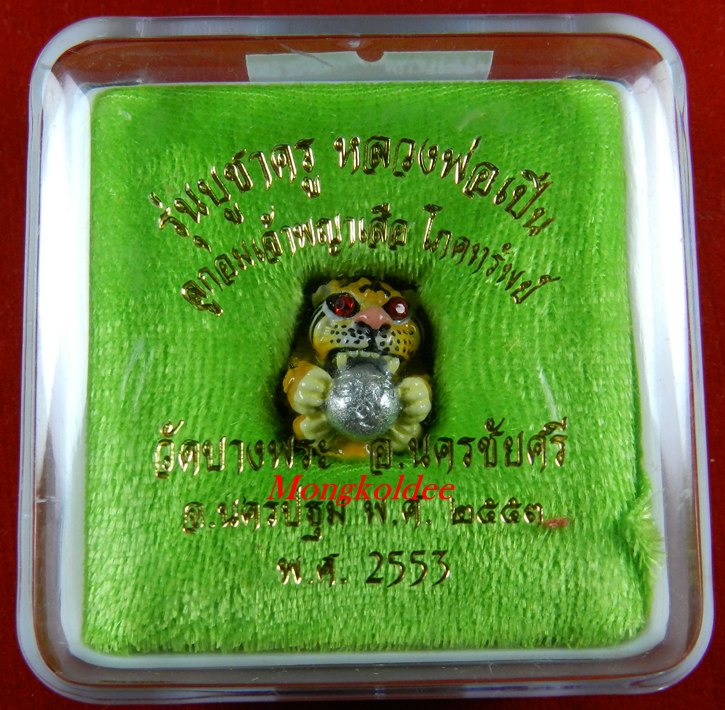 รุ่นบูชาครู หลวงพ่อเปิ่น
ลูกอมเจ้าพญาเสือ โภคทรัพย์
วัดบางพระ อ.นครชัยศรี
Mongkoldee
จ.นครปฐม พ.ศ. ๒๕๕๓
พ.ศ. 2553